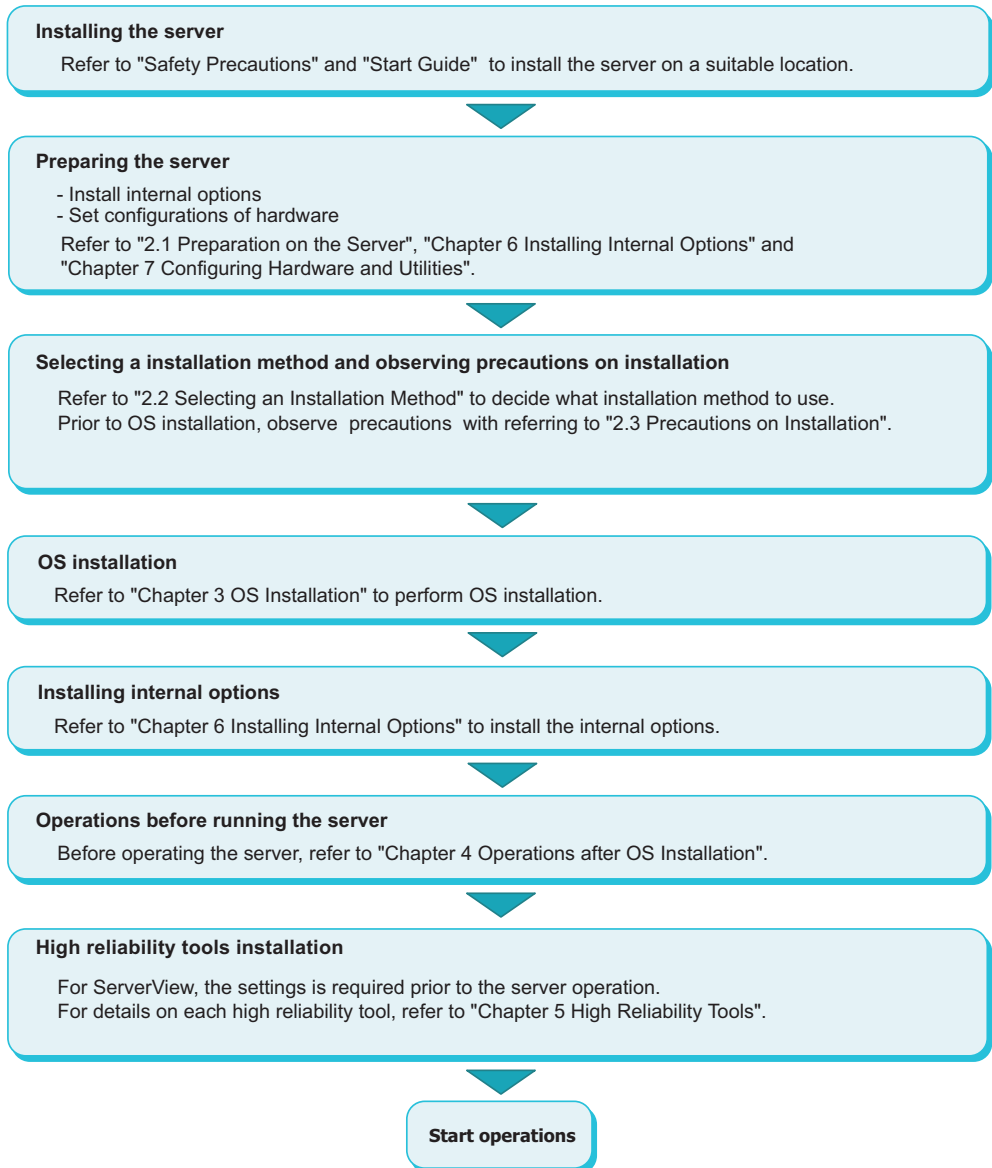 Installing the server
Refer to "Safety Precautions" and "Start Guide"  to install the server on a suitable location.
Preparing the server
- Install internal options
- Set configurations of hardware
Refer to "2.1 Preparation on the Server", "Chapter 6 Installing Internal Options" and
"Chapter 7 Configuring Hardware and Utilities".
Selecting a installation method and observing precautions on installation
Refer to "2.2 Selecting an Installation Method" to decide what installation method to use.
Prior to OS installation, observe  precautions  with referring to "2.3 Precautions on Installation".
OS installation
Refer to "Chapter 3 OS Installation" to perform OS installation.
Installing internal options
Refer to "Chapter 6 Installing Internal Options" to install the internal options.
Operations before running the server
Before operating the server, refer to "Chapter 4 Operations after OS Installation".
High reliability tools installation
For ServerView, the settings is required prior to the server operation.
For details on each high reliability tool, refer to "Chapter 5 High Reliability Tools".
Start operations